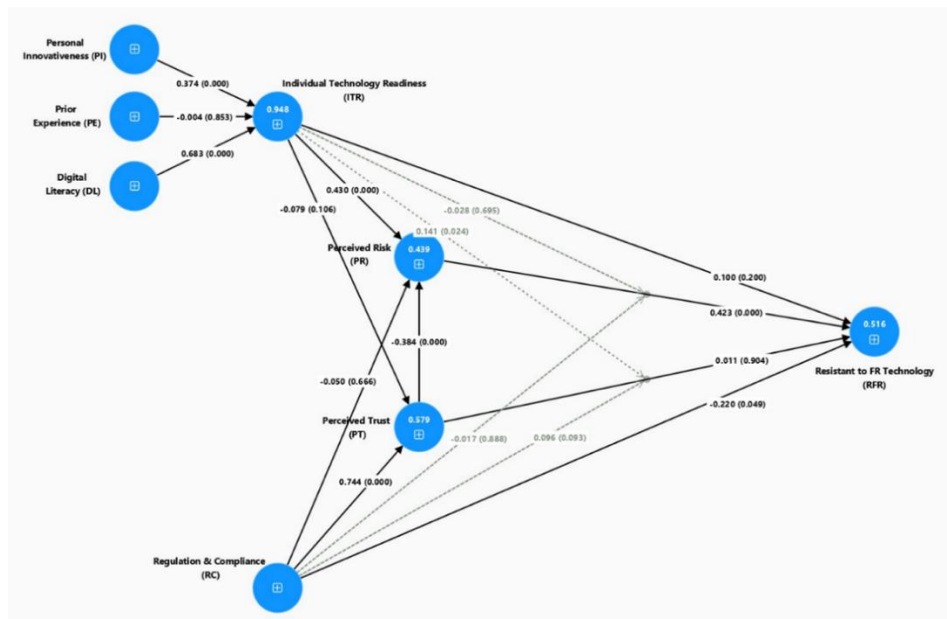 Personal
Innovativeness (PI)
0.374 (0.000)
Individual Technology Readiness
(ITR)
Prior
Experience (PE)
-0.004 (0.853)
0.948
Digital
Literacy (DL)
0.683 (0.000)
0.430 (0.000)
-0.079 (0.106)
-0.028 (0.695)
0.141 (0.024)
Perceived Risk
(PR)
0.439
0.100 (0.200)
0.423 (0.000)
0.516
Resistant to FR Technology
(RFR)
-0.384 (0.000)
0.011 (0.904)
-0.050 (0.666)
-0.220 (0.049)
Perceived Trust
(PT)
0.579
-0.017 (0.888)
0.096 (0.093)
0.744 (0.000)
Regulation & Compliance
(RC)